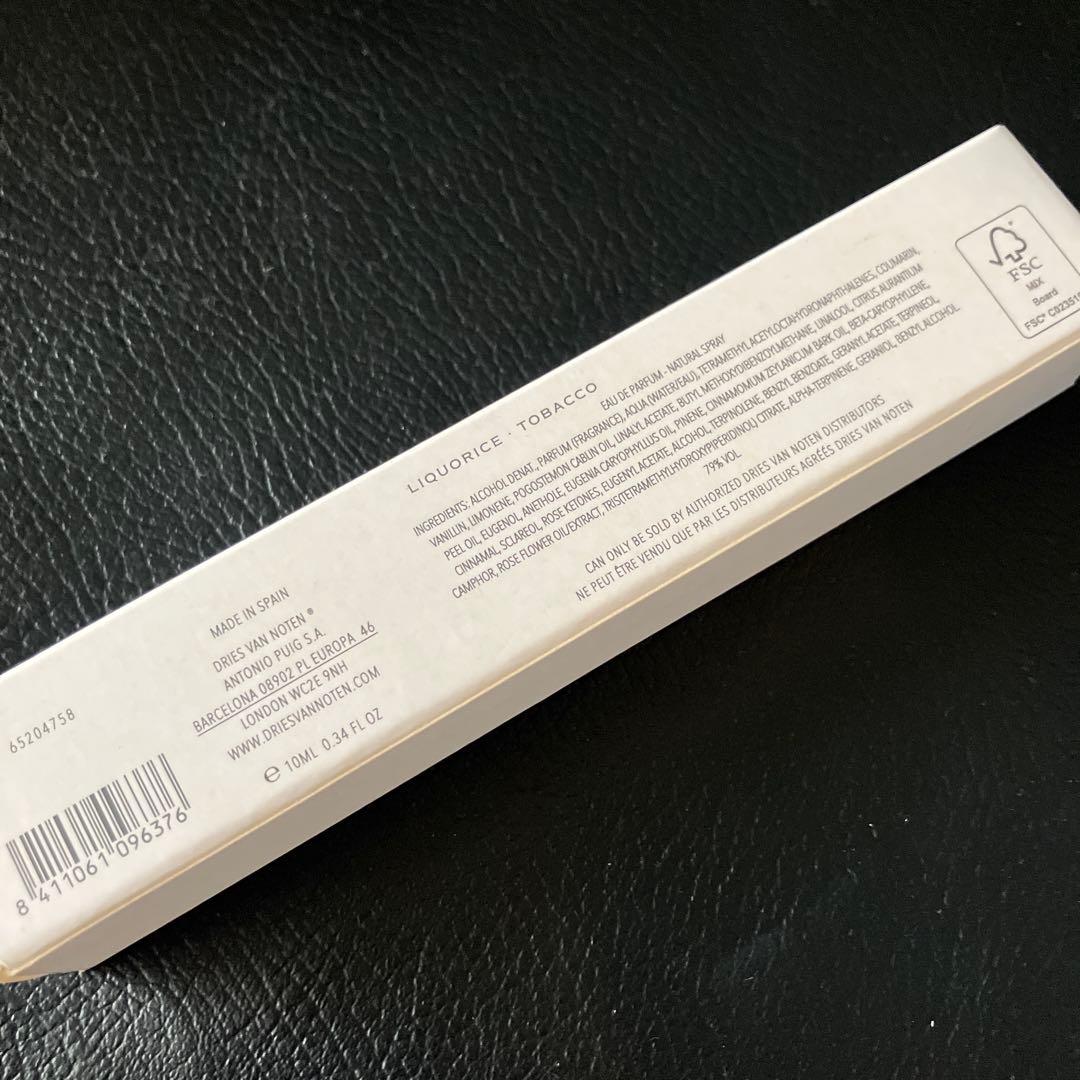 LIQUORICE · TOBACCO
EAU DE PARFUM - NATURAL SPRAY
INGREDIENTS: ALCOHOL DENAT., PARFUM (FRAGRANCE), AQUA (WATER/EAU), TETRAMETHYL ACETYLOCTAHYDRONAPHTHALENES, COUMARIN,
VANILLIN, LIMONENE, POGOSTEMON CABLIN OIL, LINALYL ACETATE, BUTYL METHOXYDIBENZOYLMETHANE, LINALOOL, CITRUS AURANTIUM
PEEL OIL, EUGENOL, ANETHOLE, EUGENIA CARYOPHYLLUS OIL, PINENE, CINNAMOMUM ZEYLANICUM BARK OIL, BETA-CARYOPHYLLENE,
CINNAMAL, SCLAREOL, ROSE KETONES, EUGENYL ACETATE, ALCOHOL, TERPINOLENE, BENZYL BENZOATE, GERANYL ACETATE, TERPINEOL,
CAMPHOR, ROSE FLOWER OIL/EXTRACT, TRIS(TETRAMETHYLHYDROXYPIPERIDINOL) CITRATE, ALPHA-TERPINENE, GERANIOL, BENZYL ALCOHOL.
79% VOL
CAN ONLY BE SOLD BY AUTHORIZED DRIES VAN NOTEN DISTRIBUTORS
NE PEUT ÊTRE VENDU QUE PAR LES DISTRIBUTEURS AGRÉÉS DRIES VAN NOTEN
FSC
MIX
Board
FSC® C02351
MADE IN SPAIN
DRIES VAN NOTEN ®
ANTONIO PUIG S.A.
BARCELONA 08902 PL EUROPA 46
LONDON WC2E 9NH
WWW.DRIESVANNOTEN.COM
℮ 10ML 0.34 FL OZ
65204758
8 411061 096376